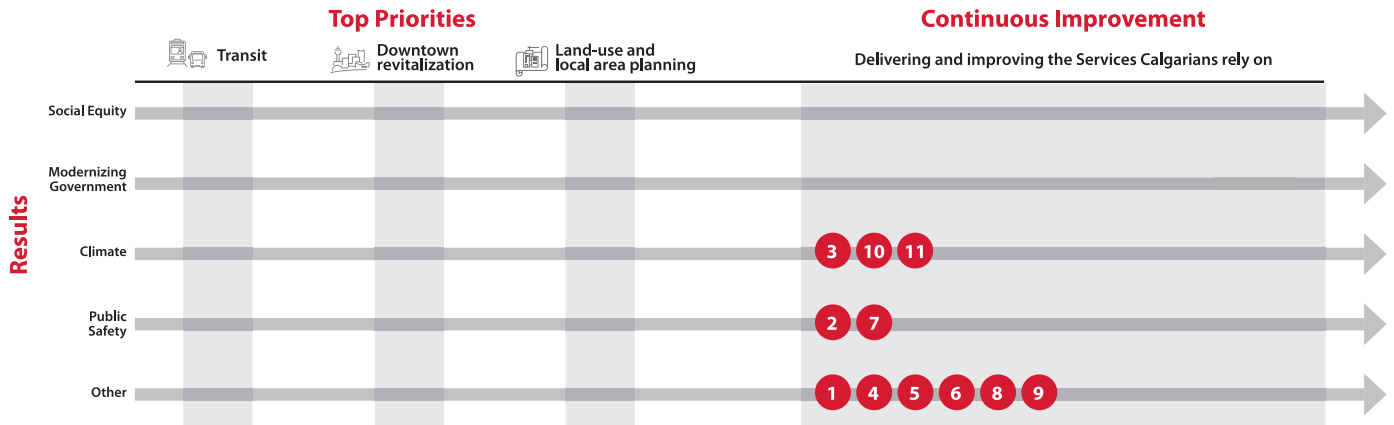 Top Priorities
Continuous Improvement
Transit
Downtown
revitalization
Land-use and
local area planning
Delivering and improving the Services Calgarians rely on
Results
Social Equity
Modernizing
Government
Climate
3 10 11
Public
Safety
2 7
Other
1 4 5 6 8 9